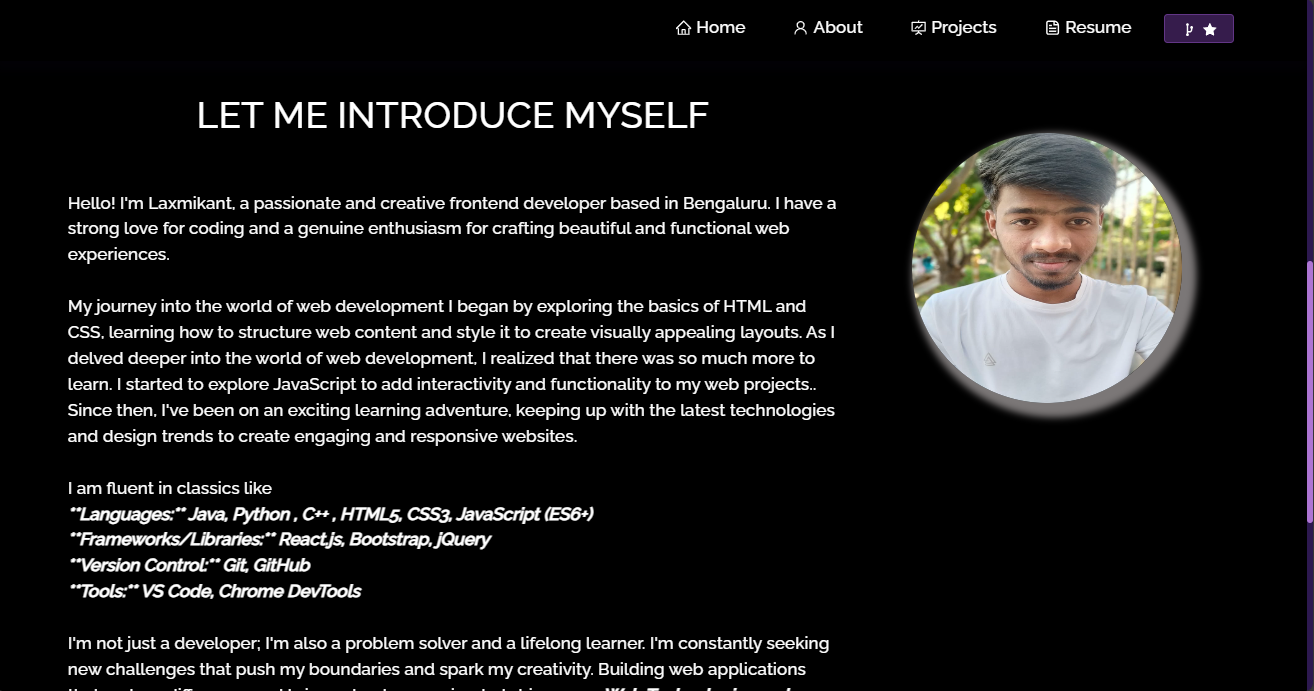 Home
About
Projects
Resume
LET ME INTRODUCE MYSELF
Hello! I'm Laxmikant, a passionate and creative frontend developer based in Bengaluru. I have a
strong love for coding and a genuine enthusiasm for crafting beautiful and functional web
experiences.
My journey into the world of web development I began by exploring the basics of HTML and
CSS, learning how to structure web content and style it to create visually appealing layouts. As I
delved deeper into the world of web development, I realized that there was so much more to
learn. I started to explore JavaScript to add interactivity and functionality to my web projects..
Since then, I've been on an exciting learning adventure, keeping up with the latest technologies
and design trends to create engaging and responsive websites.
I am fluent in classics like
**Languages:** Java, Python , C++ , HTML5, CSS3, JavaScript (ES6+)
**Frameworks/Libraries:** React.js, Bootstrap, jQuery
**Version Control:** Git, GitHub
**Tools:** VS Code, Chrome DevTools
I'm not just a developer; I'm also a problem solver and a lifelong learner. I'm constantly seeking
new challenges that push my boundaries and spark my creativity. Building web applications